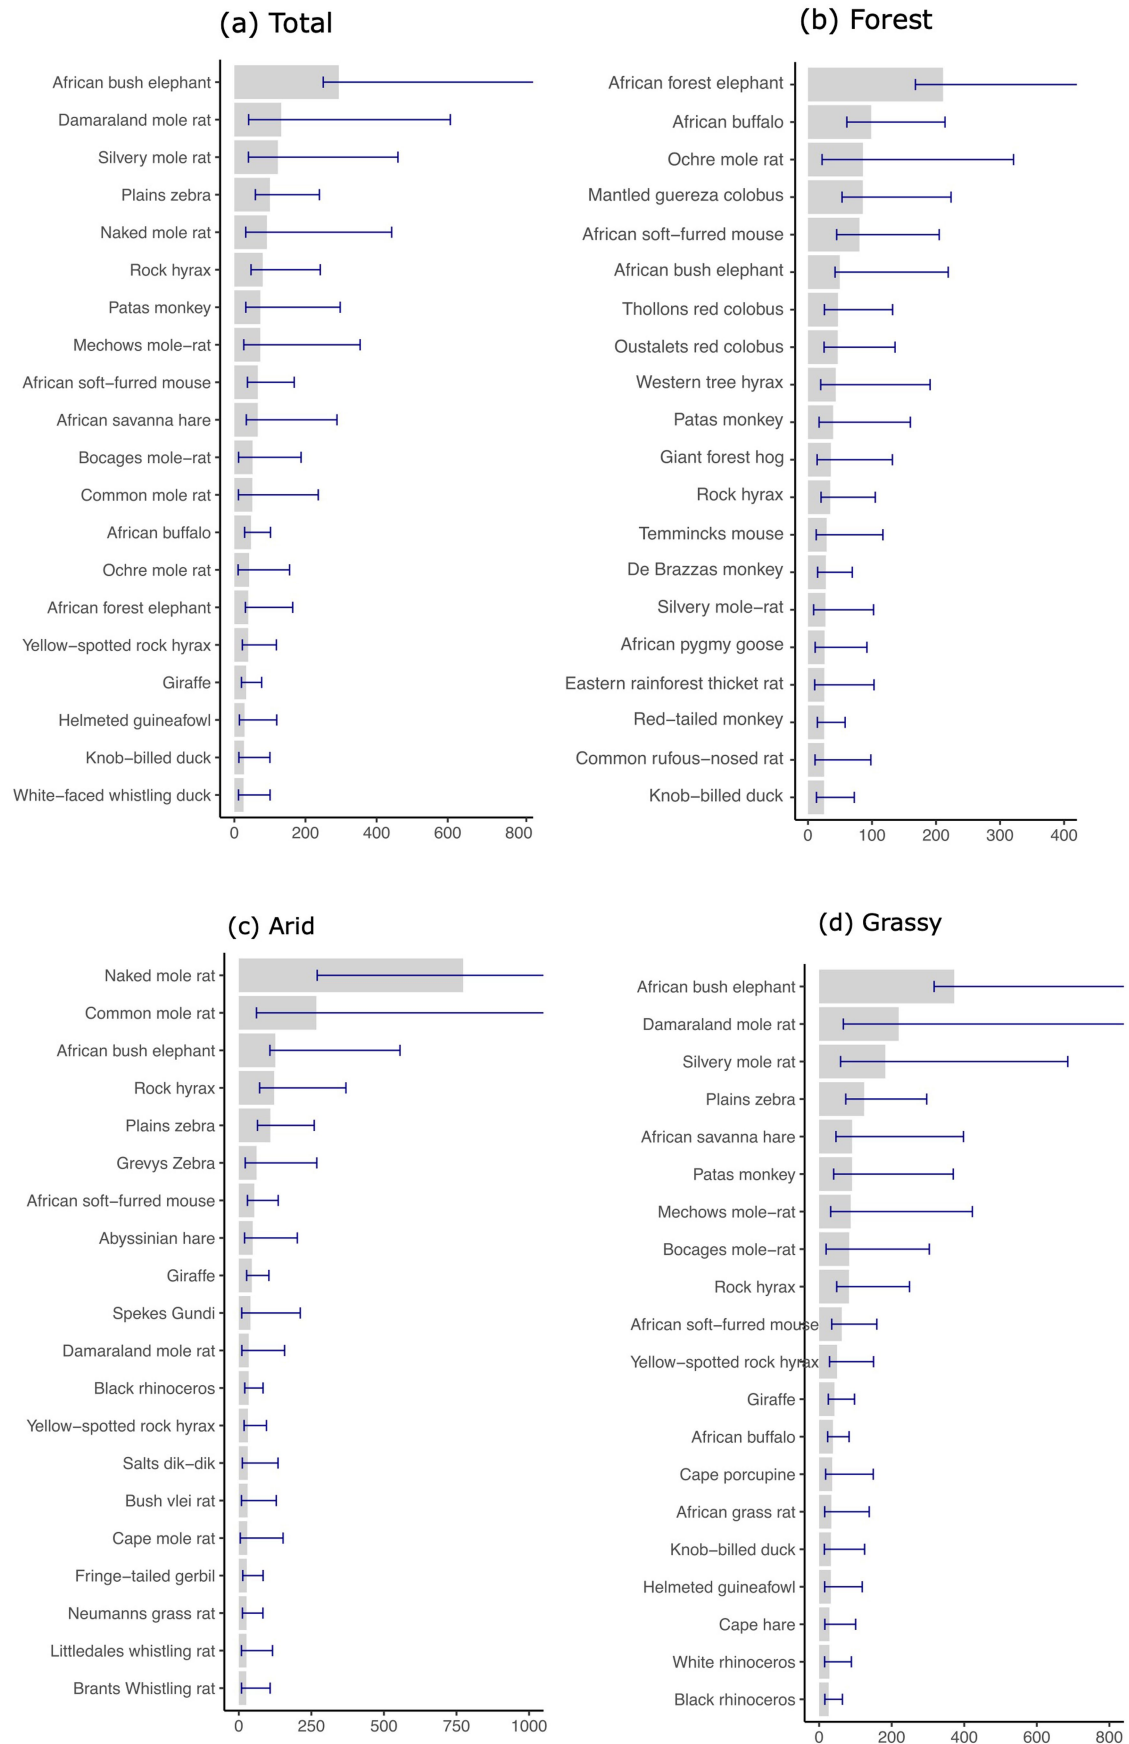 (a) Total
African bush elephant
Damaraland mole rat
Silvery mole rat
Plains zebra
Naked mole rat
Rock hyrax
Patas monkey
Mechows mole−rat
African soft−furred mouse
African savanna hare
Bocages mole−rat
Common mole rat
African buffalo
Ochre mole rat
African forest elephant
Yellow−spotted rock hyrax
Giraffe
Helmeted guineafowl
Knob−billed duck
White−faced whistling duck
0 200 400 600 800
(b) Forest
African forest elephant
African buffalo
Ochre mole rat
Mantled guereza colobus
African soft−furred mouse
African bush elephant
Thollons red colobus
Oustalets red colobus
Western tree hyrax
Patas monkey
Giant forest hog
Rock hyrax
Temmincks mouse
De Brazzas monkey
Silvery mole−rat
African pygmy goose
Eastern rainforest thicket rat
Red−tailed monkey
Common rufous−nosed rat
Knob−billed duck
0 100 200 300 400
(c) Arid
Naked mole rat
Common mole rat
African bush elephant
Rock hyrax
Plains zebra
Grevys Zebra
African soft−furred mouse
Abyssinian hare
Giraffe
Spekes Gundi
Damaraland mole rat
Black rhinoceros
Yellow−spotted rock hyrax
Salts dik−dik
Bush vlei rat
Cape mole rat
Fringe−tailed gerbil
Neumanns grass rat
Littledales whistling rat
Brants Whistling rat
0 250 500 750 1000
(d) Grassy
African bush elephant
Damaraland mole rat
Silvery mole rat
Plains zebra
African savanna hare
Patas monkey
Mechows mole−rat
Bocages mole−rat
Rock hyrax
African soft−furred mouse
Yellow−spotted rock hyrax
Giraffe
African buffalo
Cape porcupine
African grass rat
Knob−billed duck
Helmeted guineafowl
Cape hare
White rhinoceros
Black rhinoceros
0 200 400 600 800